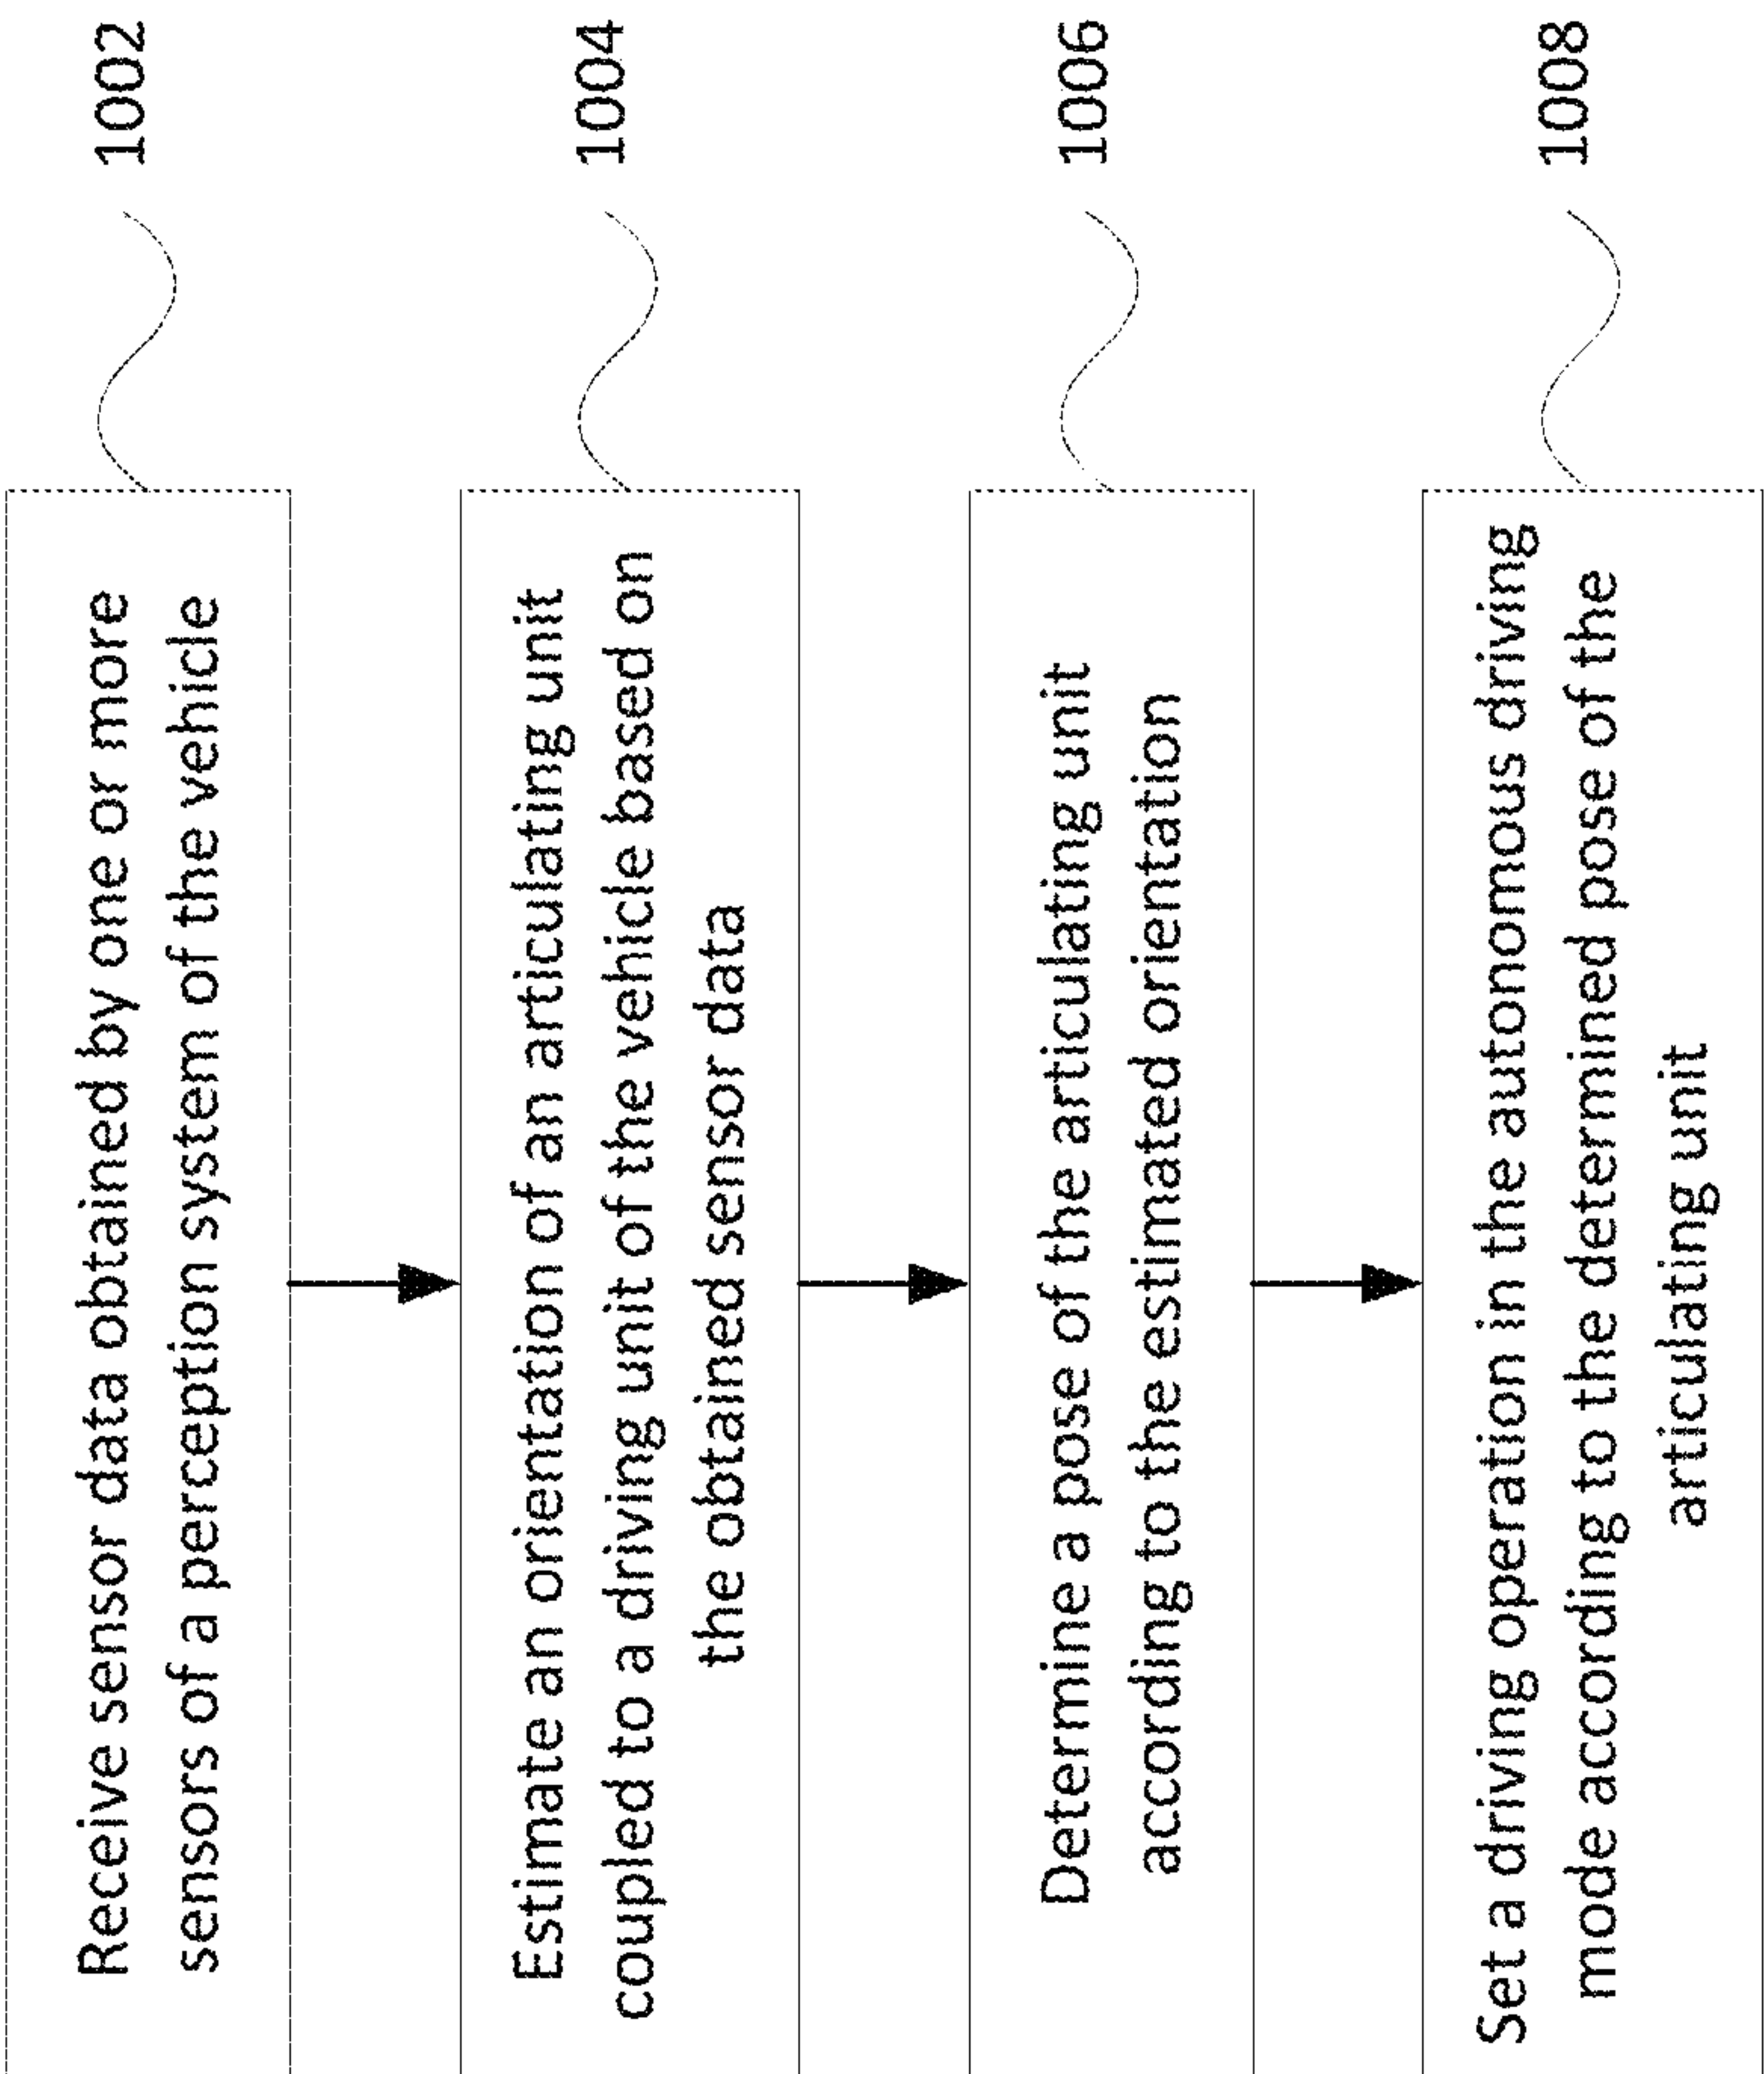 Receive sensor data obtained by one or more
sensors of a perception system of the vehicle
1002
Estimate an orientation of an articulating unit
coupled to a driving unit of the vehicle based on
the obtained sensor data
1004
Determine a pose of the articulating unit
according to the estimated orientation
1006
Set a driving operation in the autonomous driving
mode according to the determined pose of the
articulating unit
1008